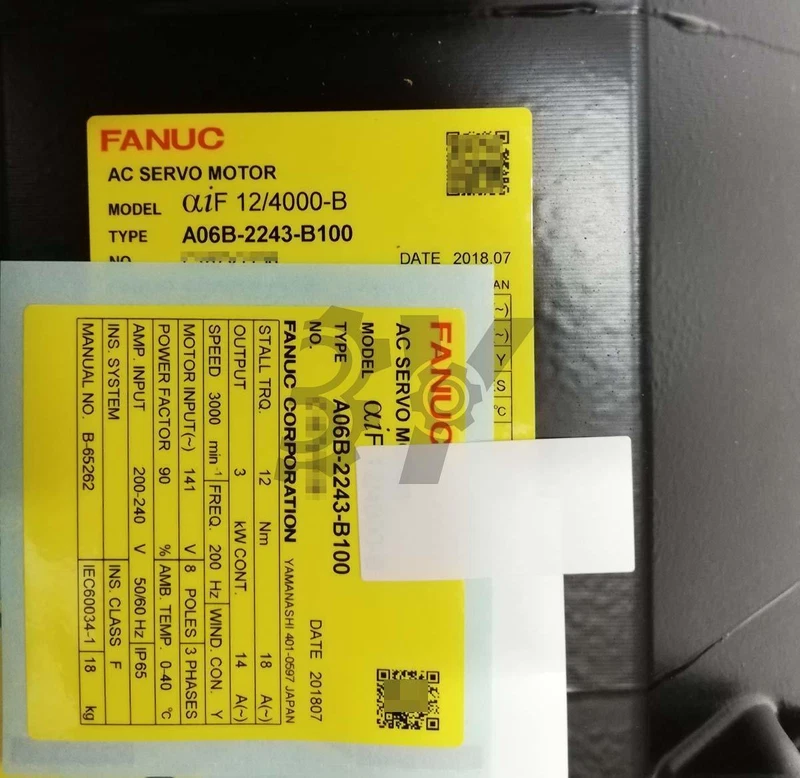 FANUC
AC SERVO MOTOR
MODEL αiF 12/4000-B
TYPE A06B-2243-B100
NO.
DATE 2018.07
AN
S
℃
FANUC
AC SERVO M
MODEL αiF
TYPE A06B-2243-B100
NO. DATE 201807
FANUC CORPORATION YAMANASHI 401-0597 JAPAN
STALL TRQ. 12 Nm 18 A(~)
OUTPUT 3 kW CONT. 14 A(~)
SPEED 3000 min⁻¹ FREQ. 200 Hz WIND. CON. Y
MOTOR INPUT(~) 141 V 8 POLES 3 PHASES
POWER FACTOR 90 % AMB. TEMP. 0-40 ℃
AMP. INPUT 200-240 V 50/60 Hz IP65
INS. SYSTEM INS. CLASS F
MANUAL NO. B-65262 IEC60034-1 18 kg